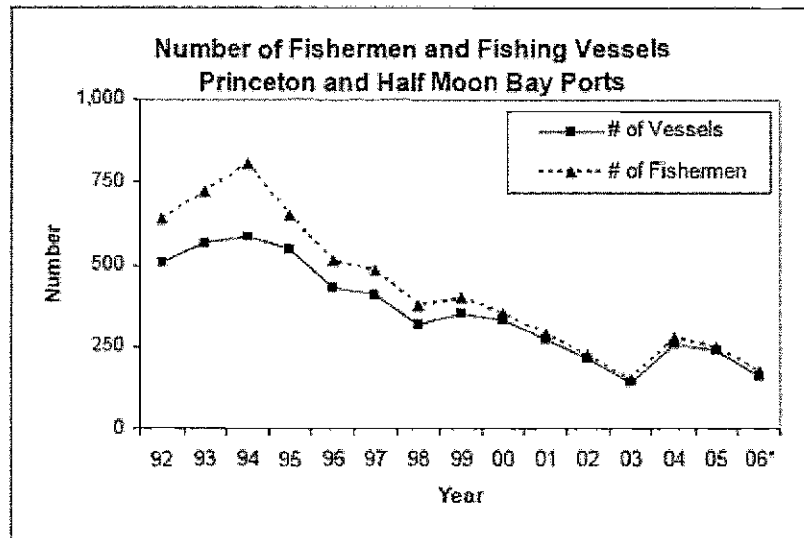 Number of Fishermen and Fishing Vessels
Princeton and Half Moon Bay Ports
1,000
750
500
250
0
Number
# of Vessels
# of Fishermen
92 93 94 95 96 97 98 99 00 01 02 03 04 05 06*
Year